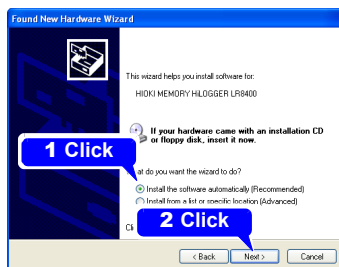 Found New Hardware Wizard
This wizard helps you install software for:
HIOKI MEMORY HiLOGGER LR8400
If your hardware came with an installation CD
or floppy disk, insert it now.
1 Click
at do you want the wizard to do?
Install the software automatically (Recommended)
Install from a list or specific location (Advanced)
2 Click
Cli
< Back
Next >
Cancel